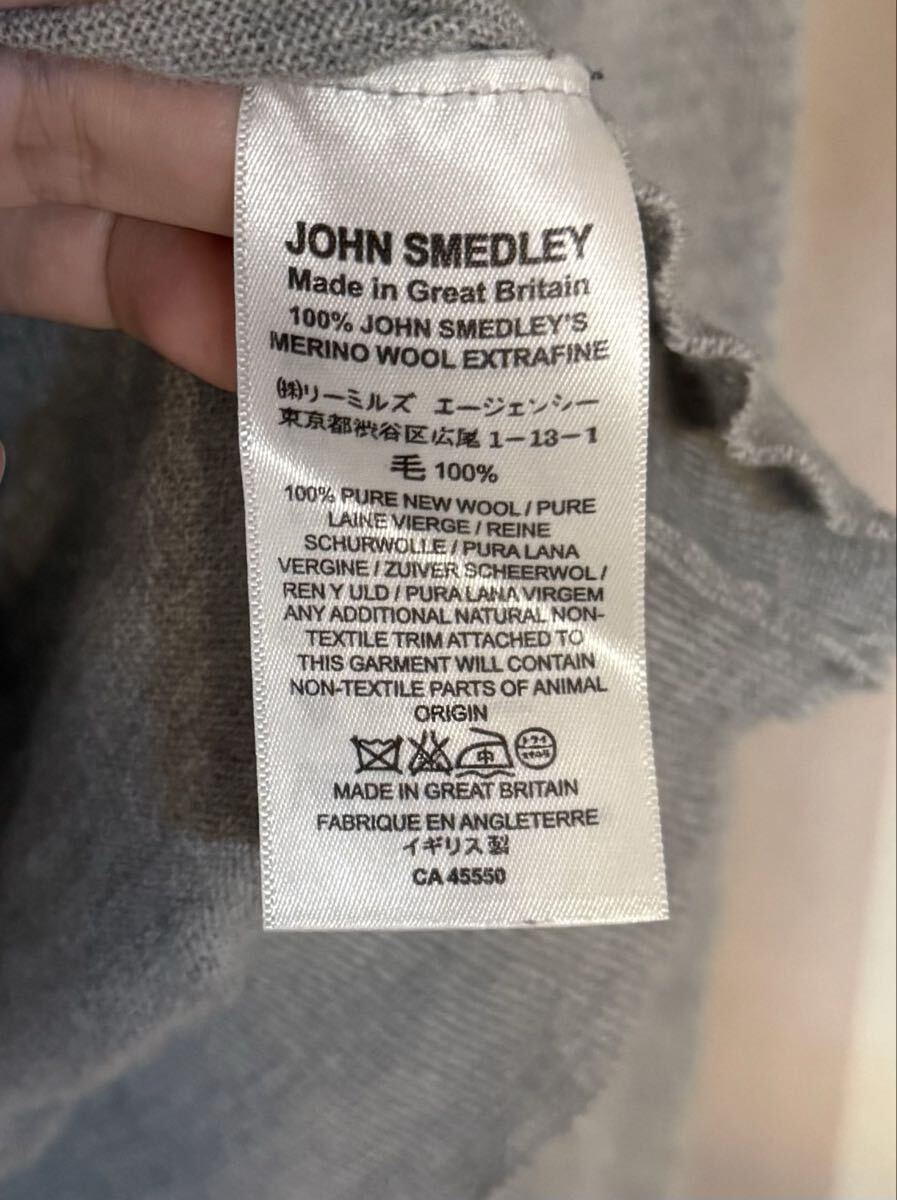 JOHN SMEDLEY
Made in Great Britain
100% JOHN SMEDLEY'S
MERINO WOOL EXTRAFINE
㈱リーミルズ エージェンシー
東京都渋谷区広尾 1-13-1
毛 100%
100% PURE NEW WOOL / PURE
LAINE VIERGE / REINE
SCHURWOLLE / PURA LANA
VERGINE / ZUIVER SCHEERWOL /
REN Y ULD / PURA LANA VIRGEM
ANY ADDITIONAL NATURAL NON-
TEXTILE TRIM ATTACHED TO
THIS GARMENT WILL CONTAIN
NON-TEXTILE PARTS OF ANIMAL
ORIGIN
中 ドライ
MADE IN GREAT BRITAIN
FABRIQUE EN ANGLETERRE
イギリス製
CA 45550